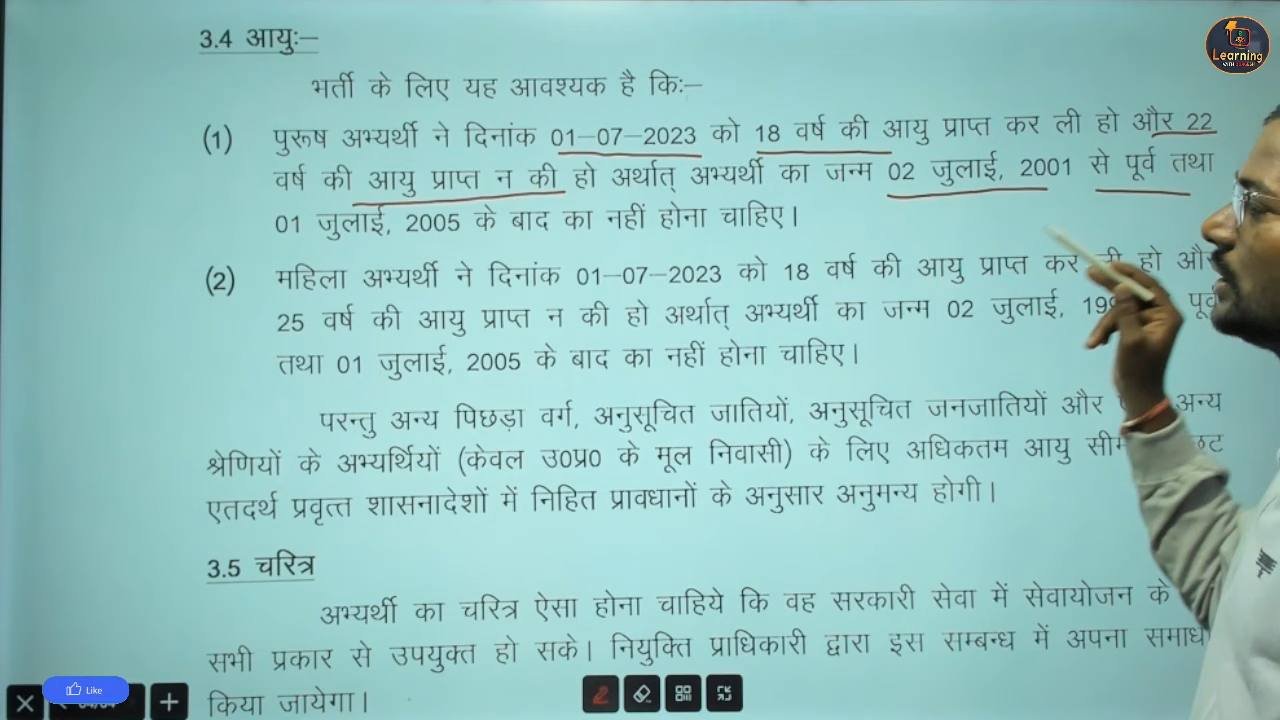 3.4 आयुः–
भर्ती के लिए यह आवश्यक है किः–
(1) पुरूष अभ्यर्थी ने दिनांक 01–07–2023 को 18 वर्ष की आयु प्राप्त कर ली हो और 22
वर्ष की आयु प्राप्त न की हो अर्थात् अभ्यर्थी का जन्म 02 जुलाई, 2001 से पूर्व तथा
01 जुलाई, 2005 के बाद का नहीं होना चाहिए।
(2) महिला अभ्यर्थी ने दिनांक 01–07–2023 को 18 वर्ष की आयु प्राप्त कर ली हो और
25 वर्ष की आयु प्राप्त न की हो अर्थात् अभ्यर्थी का जन्म 02 जुलाई, पूर्व
तथा 01 जुलाई, 2005 के बाद का नहीं होना चाहिए।
परन्तु अन्य पिछड़ा वर्ग, अनुसूचित जातियों, अनुसूचित जनजातियों और अन्य
श्रेणियों के अभ्यर्थियों (केवल उ0प्र0 के मूल निवासी) के लिए अधिकतम आयु
एतदर्थ प्रवृत्त शासनादेशों में निहित प्रावधानों के अनुसार अनुमन्य होगी।
3.5 चरित्र
अभ्यर्थी का चरित्र ऐसा होना चाहिये कि वह सरकारी सेवा में सेवायोजन के
सभी प्रकार से उपयुक्त हो सके। नियुक्ति प्राधिकारी द्वारा इस सम्बन्ध में अपना
किया जायेगा।
Learning
Like